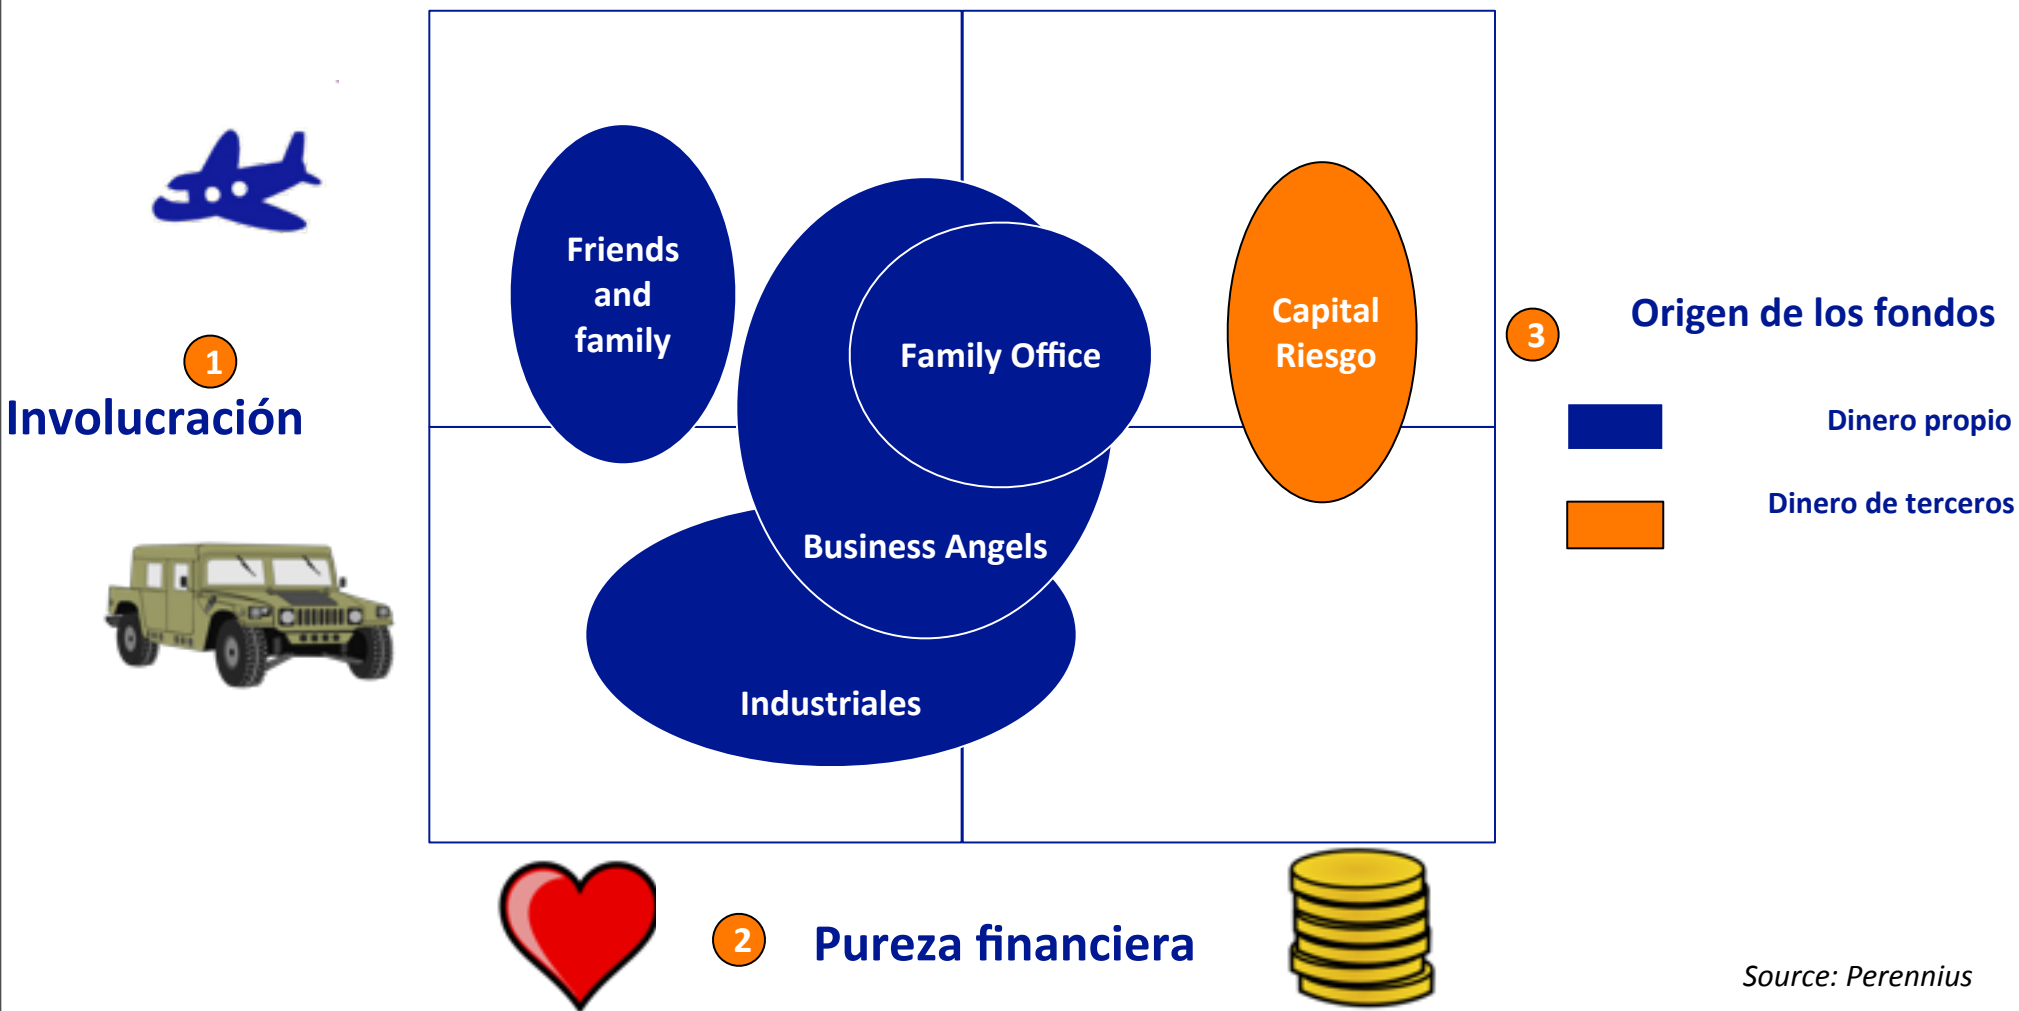 1
Involucración
Friends
and
family
Family Office
Business Angels
Industriales
Capital
Riesgo
3
Origen de los fondos
Dinero propio
Dinero de terceros
2
Pureza financiera
Source: Perennius